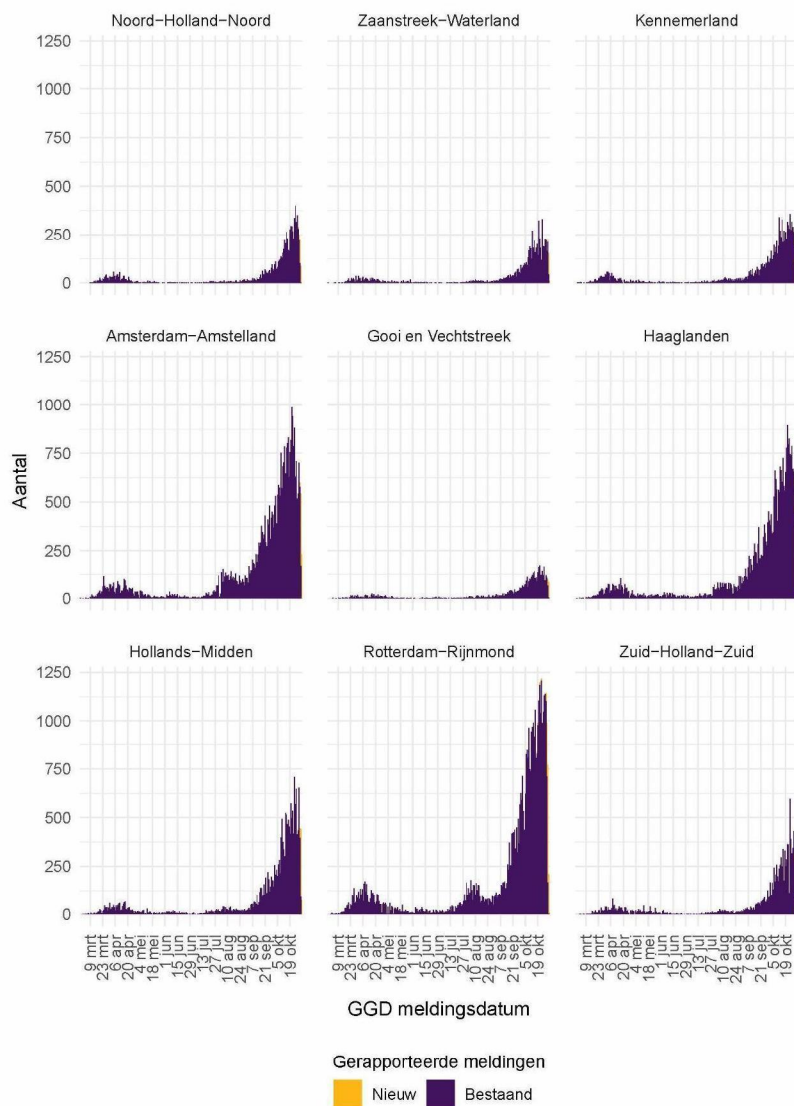 Noord−Holland−Noord
Zaanstreek−Waterland
Kennemerland
1250
1000
750
500
250
0
Amsterdam−Amstelland
Gooi en Vechtstreek
Haaglanden
1250
1000
750
500
250
0
Aantal
Hollands−Midden
Rotterdam−Rijnmond
Zuid−Holland−Zuid
1250
1000
750
500
250
0
9 mrt
23 mrt
6 apr
20 apr
4 mei
18 mei
1 jun
15 jun
29 jun
13 jul
27 jul
10 aug
24 aug
7 sep
21 sep
5 okt
19 okt
9 mrt
23 mrt
6 apr
20 apr
4 mei
18 mei
1 jun
15 jun
29 jun
13 jul
27 jul
10 aug
24 aug
7 sep
21 sep
5 okt
19 okt
9 mrt
23 mrt
6 apr
20 apr
4 mei
18 mei
1 jun
15 jun
29 jun
13 jul
27 jul
10 aug
24 aug
7 sep
21 sep
5 okt
19 okt
GGD meldingsdatum
Gerapporteerde meldingen
Nieuw
Bestaand